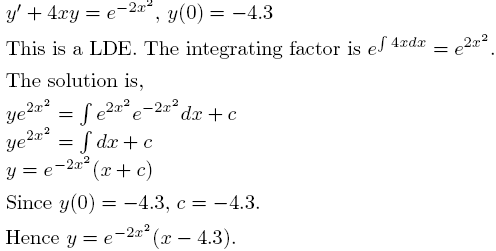 y′ + 4xy = e^{−2x^2}, y(0) = −4.3
This is a LDE. The integrating factor is e^{∫ 4xdx} = e^{2x^2}.
The solution is,
ye^{2x^2} = ∫ e^{2x^2}e^{−2x^2}dx + c
ye^{2x^2} = ∫ dx + c
y = e^{−2x^2}(x + c)
Since y(0) = −4.3, c = −4.3.
Hence y = e^{−2x^2}(x − 4.3).